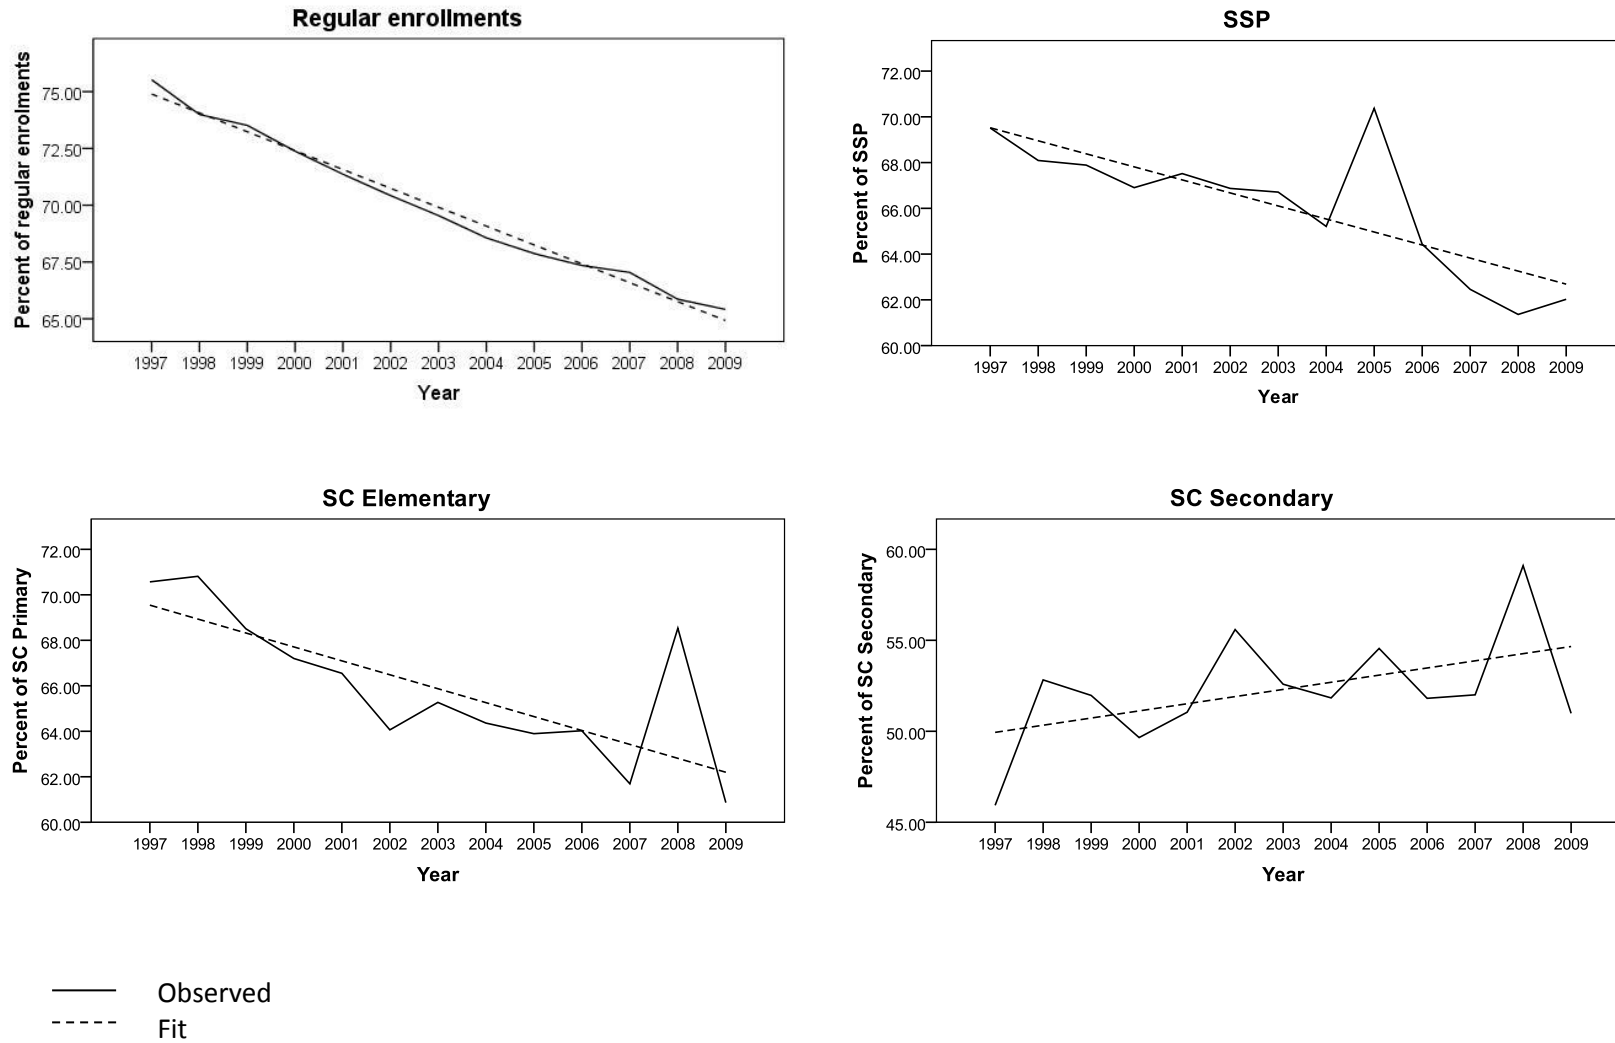 Regular enrollments
Percent of regular enrolments
75.00
72.50
70.00
67.50
65.00
1997 1998 1999 2000 2001 2002 2003 2004 2005 2006 2007 2008 2009
Year
SSP
Percent of SSP
72.00
70.00
68.00
66.00
64.00
62.00
60.00
1997 1998 1999 2000 2001 2002 2003 2004 2005 2006 2007 2008 2009
Year
SC Elementary
Percent of SC Primary
72.00
70.00
68.00
66.00
64.00
62.00
60.00
1997 1998 1999 2000 2001 2002 2003 2004 2005 2006 2007 2008 2009
Year
SC Secondary
Percent of SC Secondary
60.00
55.00
50.00
45.00
1997 1998 1999 2000 2001 2002 2003 2004 2005 2006 2007 2008 2009
Year
Observed
Fit